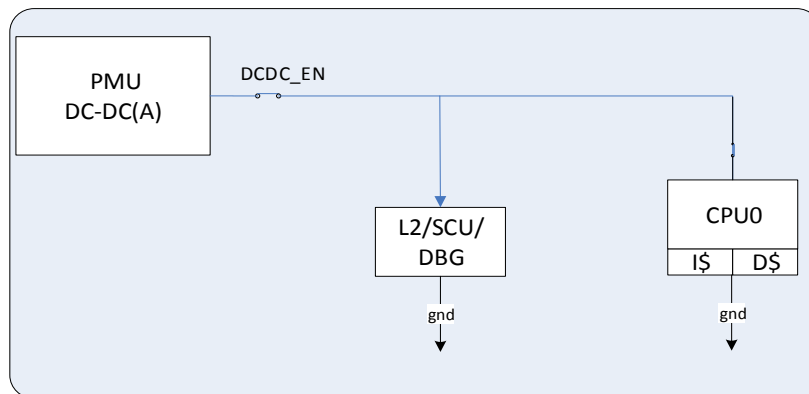 PMU
DC-DC(A)
DCDC_EN
L2/SCU/
DBG
gnd
CPU0
I$ D$
gnd